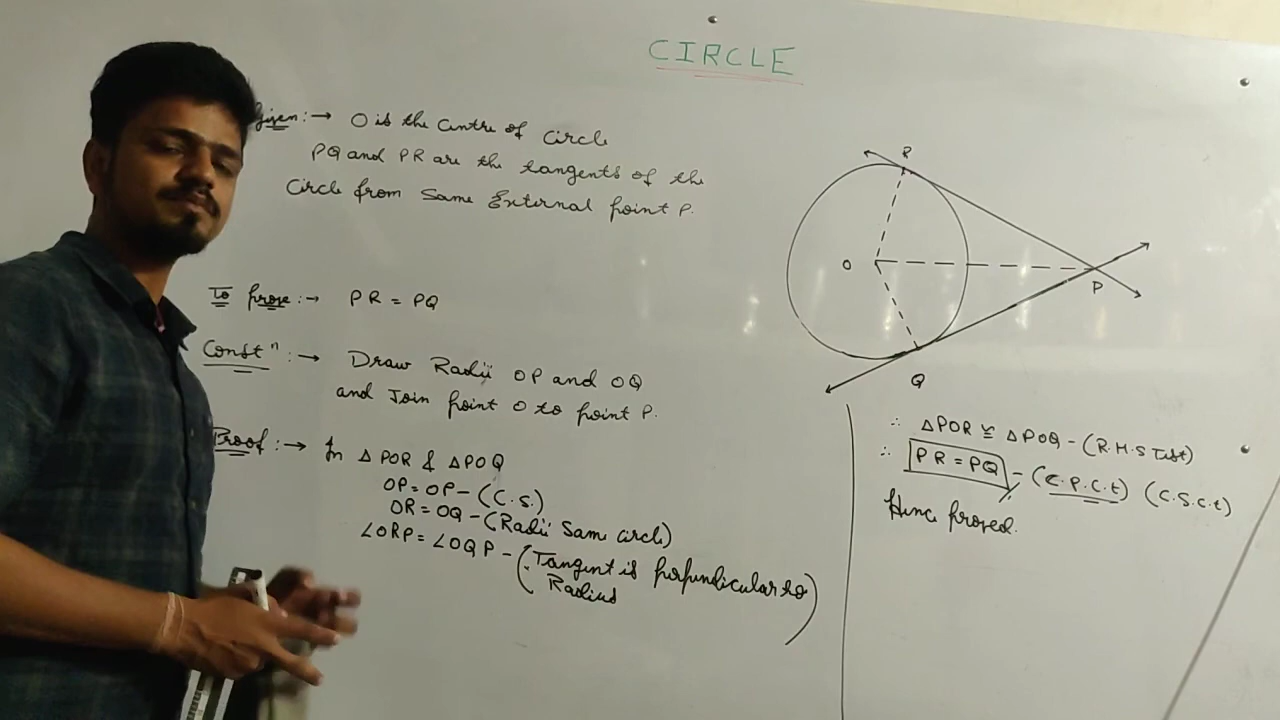 CIRCLE
Given :→ O is the Centre of Circle
PQ and PR are the tangents of the
Circle from Same External point P.
To prove :→ PR = PQ
Constⁿ :→ Draw Radii OP and OQ
and Join point O to point P.
Proof :→ In △POR & △POQ
OP = OP - (C.S.)
OR = OQ - (Radii Sam circle)
∠ORP = ∠OQP - (Tangent is perpendicular to
Radius)
R
O
P
Q
∴ △POR ≅ △POQ - (R.H.S Test)
∴ PR = PQ - (C.P.C.t) (C.S.C.t)
Hence proved.